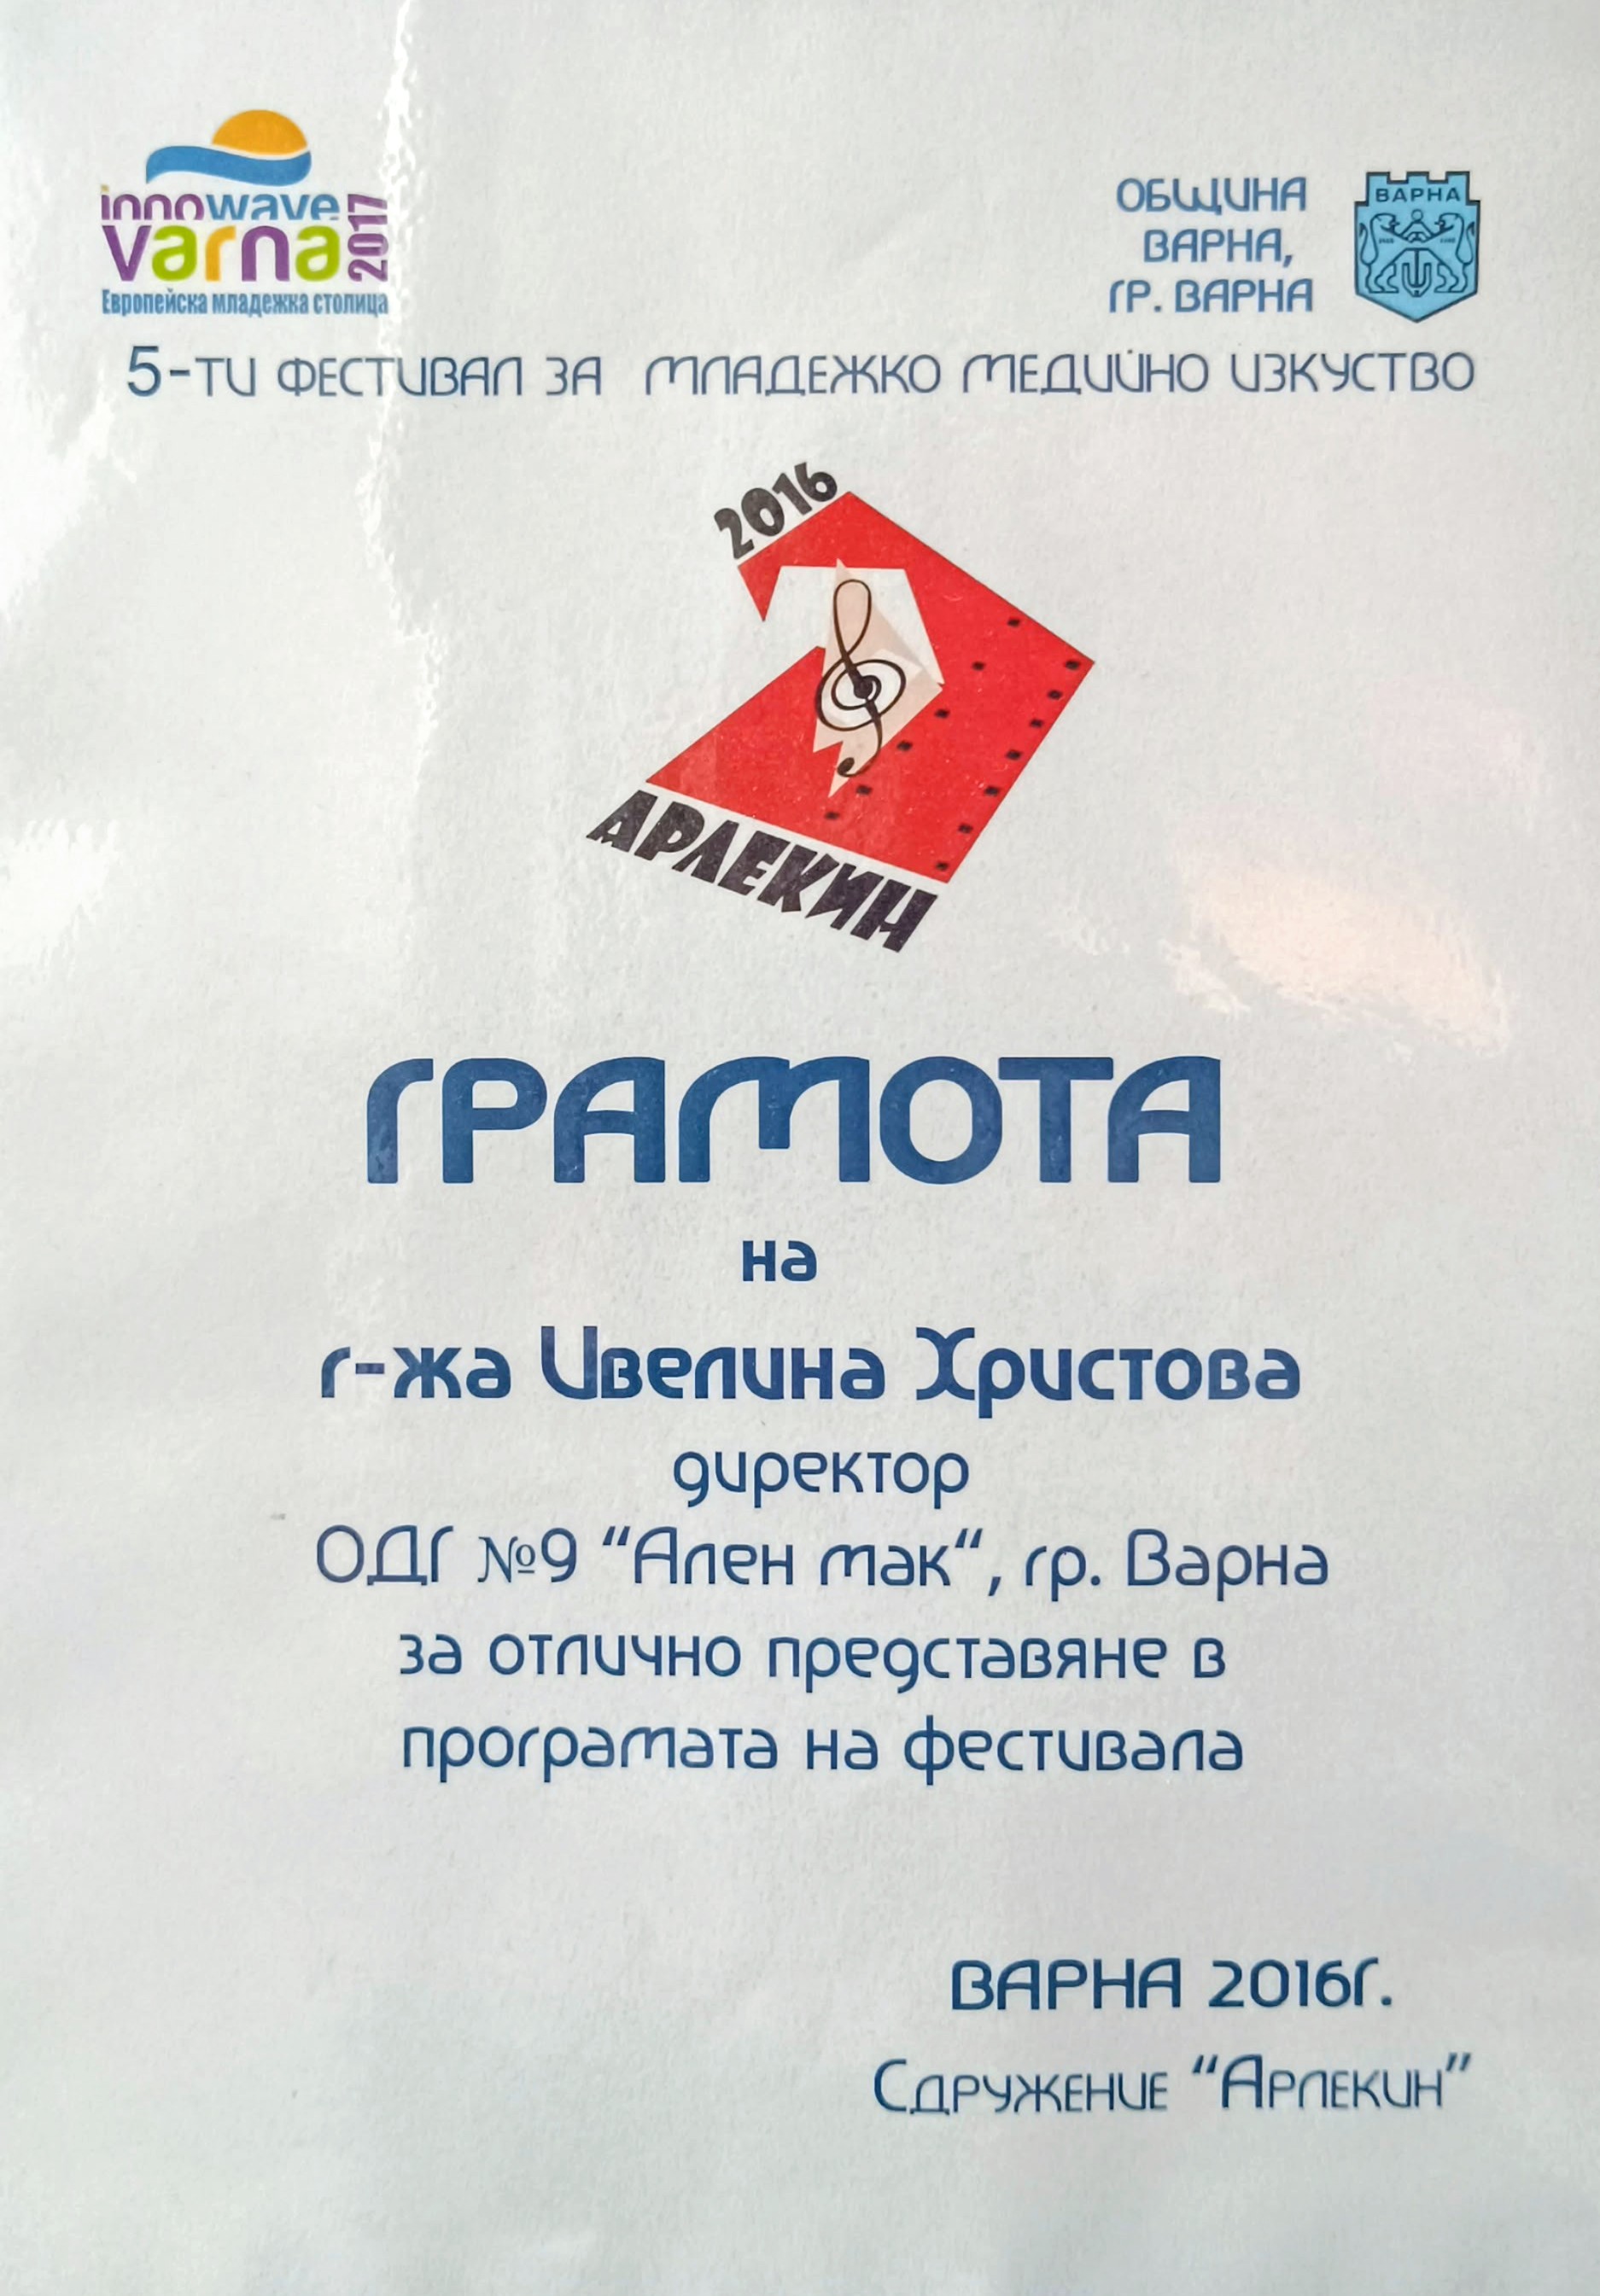 innowave
varna 2017
Европейска младежка столица
ОБЩИНА
ВАРНА,
ГР. ВАРНА
ВАРНА
5-ТИ ФЕСТИВАЛ ЗА МЛАДЕЖКО МЕДИЙНО ИЗКУСТВО
2016
АРЛЕКИН
ГРАМОТА
на
г-жа Ивелина Христова
директор
ОДГ №9 “Ален мак“, гр. Варна
за отлично представяне в
програмата на фестивала
ВАРНА 2016Г.
Сдружение “Арлекин”